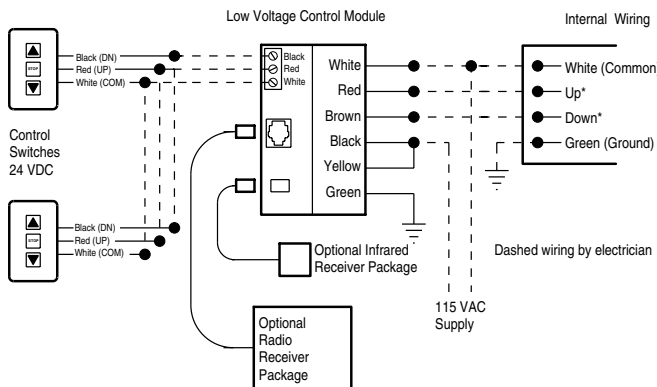 Low Voltage Control Module
Internal Wiring
STOP
Black (DN)
Red (UP)
White (COM)
Black
Red
White
White
Red
Brown
Black
Yellow
Green
White (Common
Up*
Down*
Green (Ground)
Control
Switches
24 VDC
STOP
Black (DN)
Red (UP)
White (COM)
Optional Infrared
Receiver Package
Dashed wiring by electrician
115 VAC
Supply
Optional
Radio
Receiver
Package